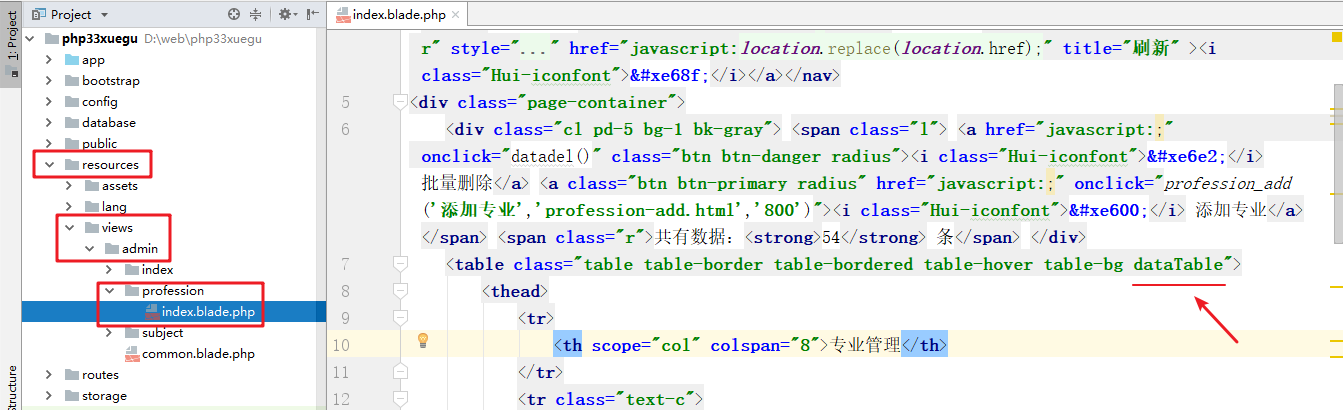 1: Project
Structure
Project
php33xuegu D:\web\php33xuegu
app
bootstrap
config
database
public
resources
assets
lang
views
admin
index
profession
index.blade.php
subject
common.blade.php
routes
storage
index.blade.php
r" style="..." href="javascript:location.replace(location.href);" title="刷新" ><i
class="Hui-iconfont">&#xe68f;</i></a></nav>
5 <div class="page-container">
6 <div class="cl pd-5 bg-1 bk-gray"> <span class="l"> <a href="javascript:;"
onclick="datadel()" class="btn btn-danger radius"><i class="Hui-iconfont">&#xe6e2;</i>
批量删除</a> <a class="btn btn-primary radius" href="javascript:;" onclick="profession_add
('添加专业','profession-add.html','800')"><i class="Hui-iconfont">&#xe600;</i> 添加专业</a>
</span> <span class="r">共有数据：<strong>54</strong> 条</span> </div>
7 <table class="table table-border table-bordered table-hover table-bg dataTable">
8 <thead>
9 <tr>
10 <th scope="col" colspan="8">专业管理</th>
11 </tr>
12 <tr class="text-c">